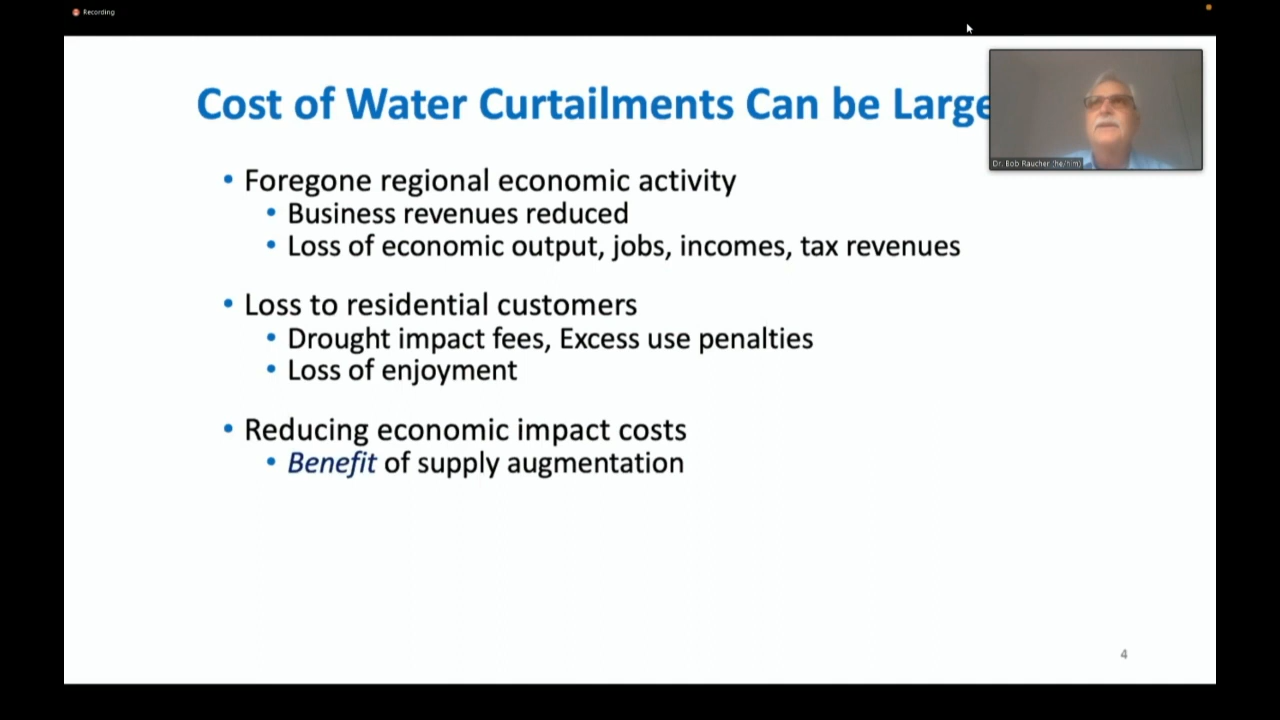 Recording
Cost of Water Curtailments Can be Large
Dr. Bob Raucher (he/him)
• Foregone regional economic activity
• Business revenues reduced
• Loss of economic output, jobs, incomes, tax revenues
• Loss to residential customers
• Drought impact fees, Excess use penalties
• Loss of enjoyment
• Reducing economic impact costs
• Benefit of supply augmentation
4